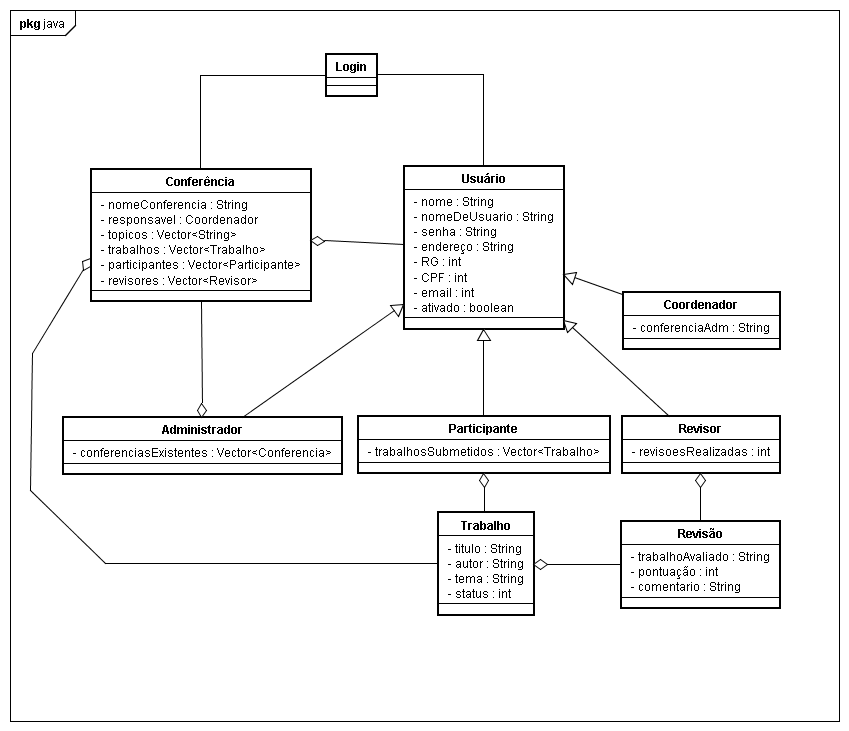 pkg java
Login
Conferência
- nomeConferencia : String
- responsavel : Coordenador
- topicos : Vector<String>
- trabalhos : Vector<Trabalho>
- participantes : Vector<Participante>
- revisores : Vector<Revisor>
Usuário
- nome : String
- nomeDeUsuario : String
- senha : String
- endereço : String
- RG : int
- CPF : int
- email : int
- ativado : boolean
Coordenador
- conferenciaAdm : String
Administrador
- conferenciasExistentes : Vector<Conferencia>
Participante
- trabalhosSubmetidos : Vector<Trabalho>
Revisor
- revisoesRealizadas : int
Trabalho
- titulo : String
- autor : String
- tema : String
- status : int
Revisão
- trabalhoAvaliado : String
- pontuação : int
- comentario : String